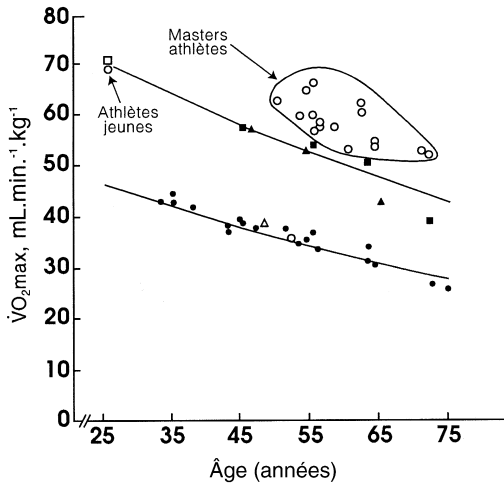 80
70
60
50
40
30
20
10
0
V̇O₂max, mL.min.⁻¹.kg⁻¹
Masters
athlètes
Athlètes
jeunes
25 35 45 55 65 75
Âge (années)